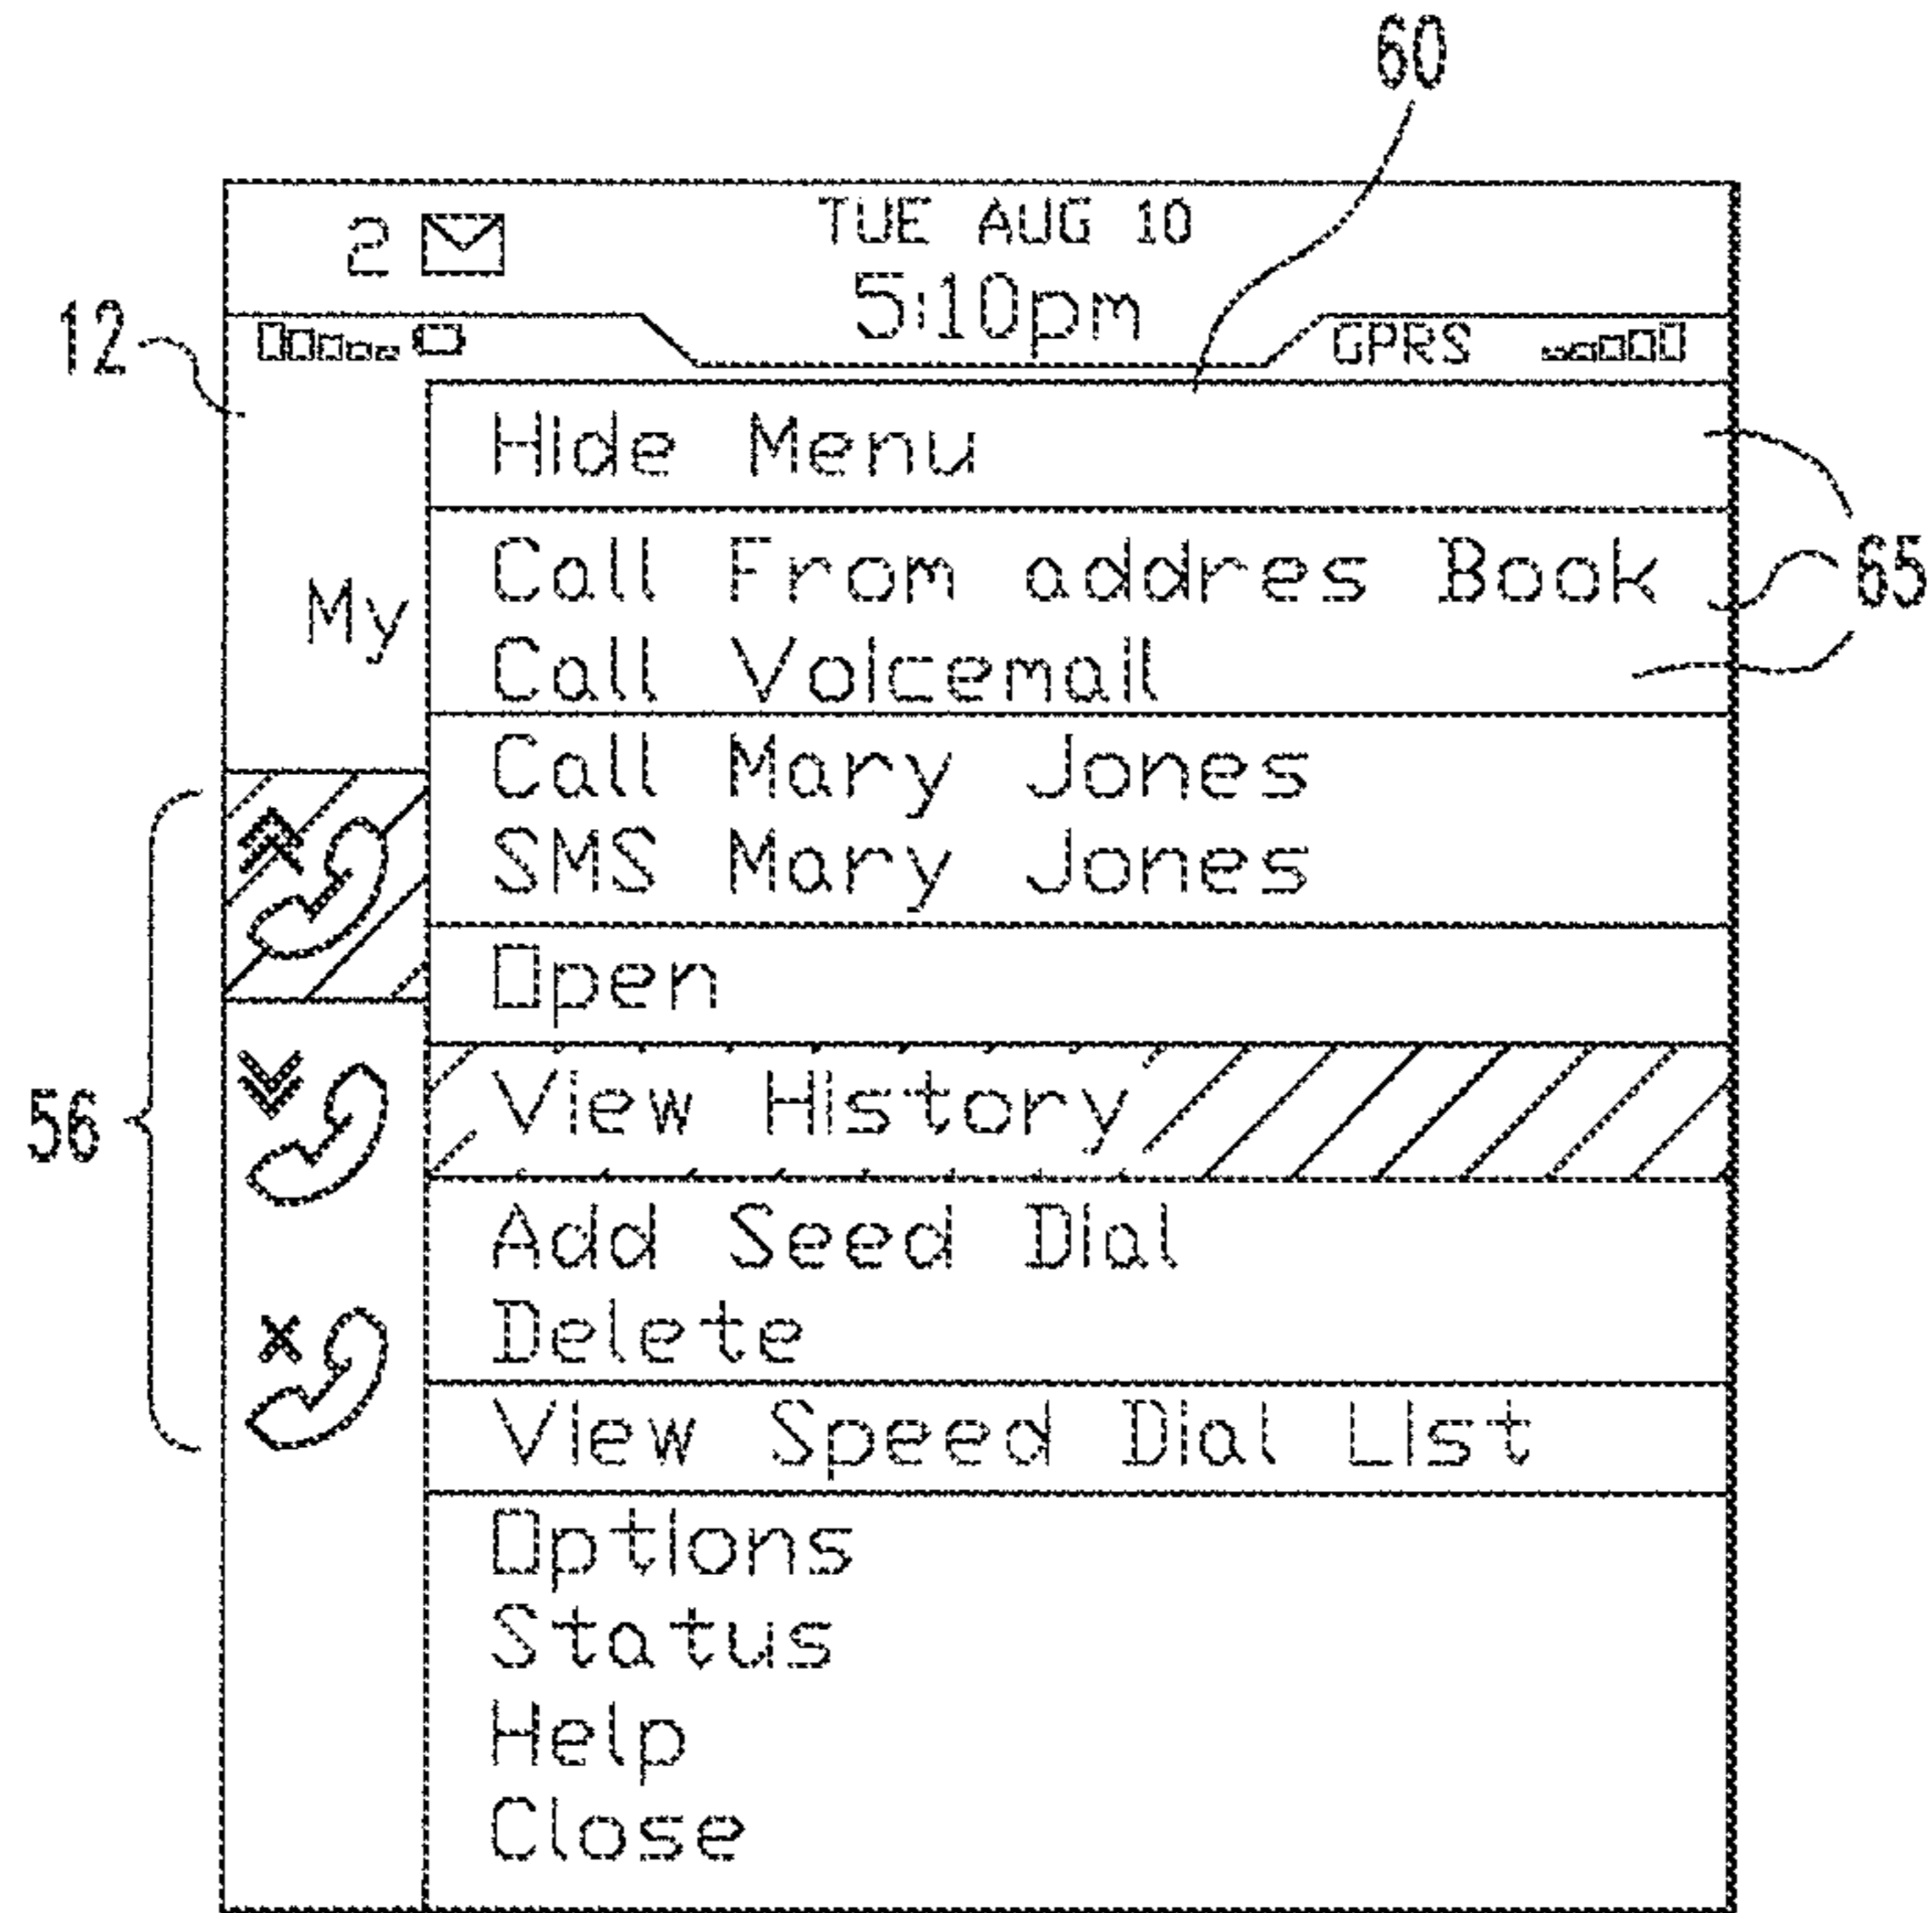 60
2 TUE AUG 10
5:10pm
12
GPRS
Hide Menu
Call From addres Book
65
My
Call Voicemail
Call Mary Jones
SMS Mary Jones
Open
View History
56
Add Seed Dial
Delete
View Speed Dial List
Options
Status
Help
Close